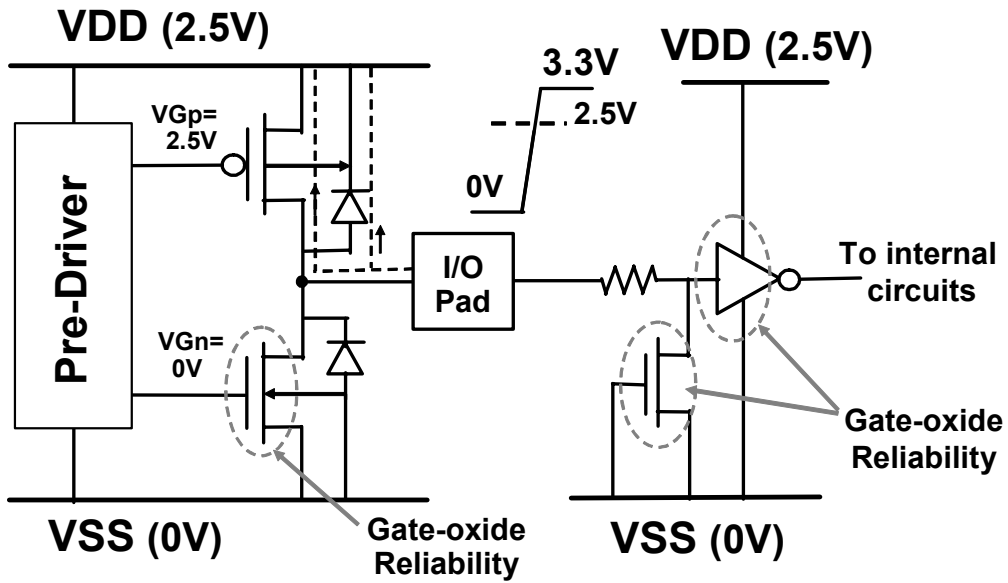 VDD (2.5V)
VGp=
2.5V
Pre-Driver
VGn=
0V
VSS (0V)
Gate-oxide
Reliability
I/O
Pad
3.3V
2.5V
0V
VDD (2.5V)
To internal
circuits
Gate-oxide
Reliability
VSS (0V)